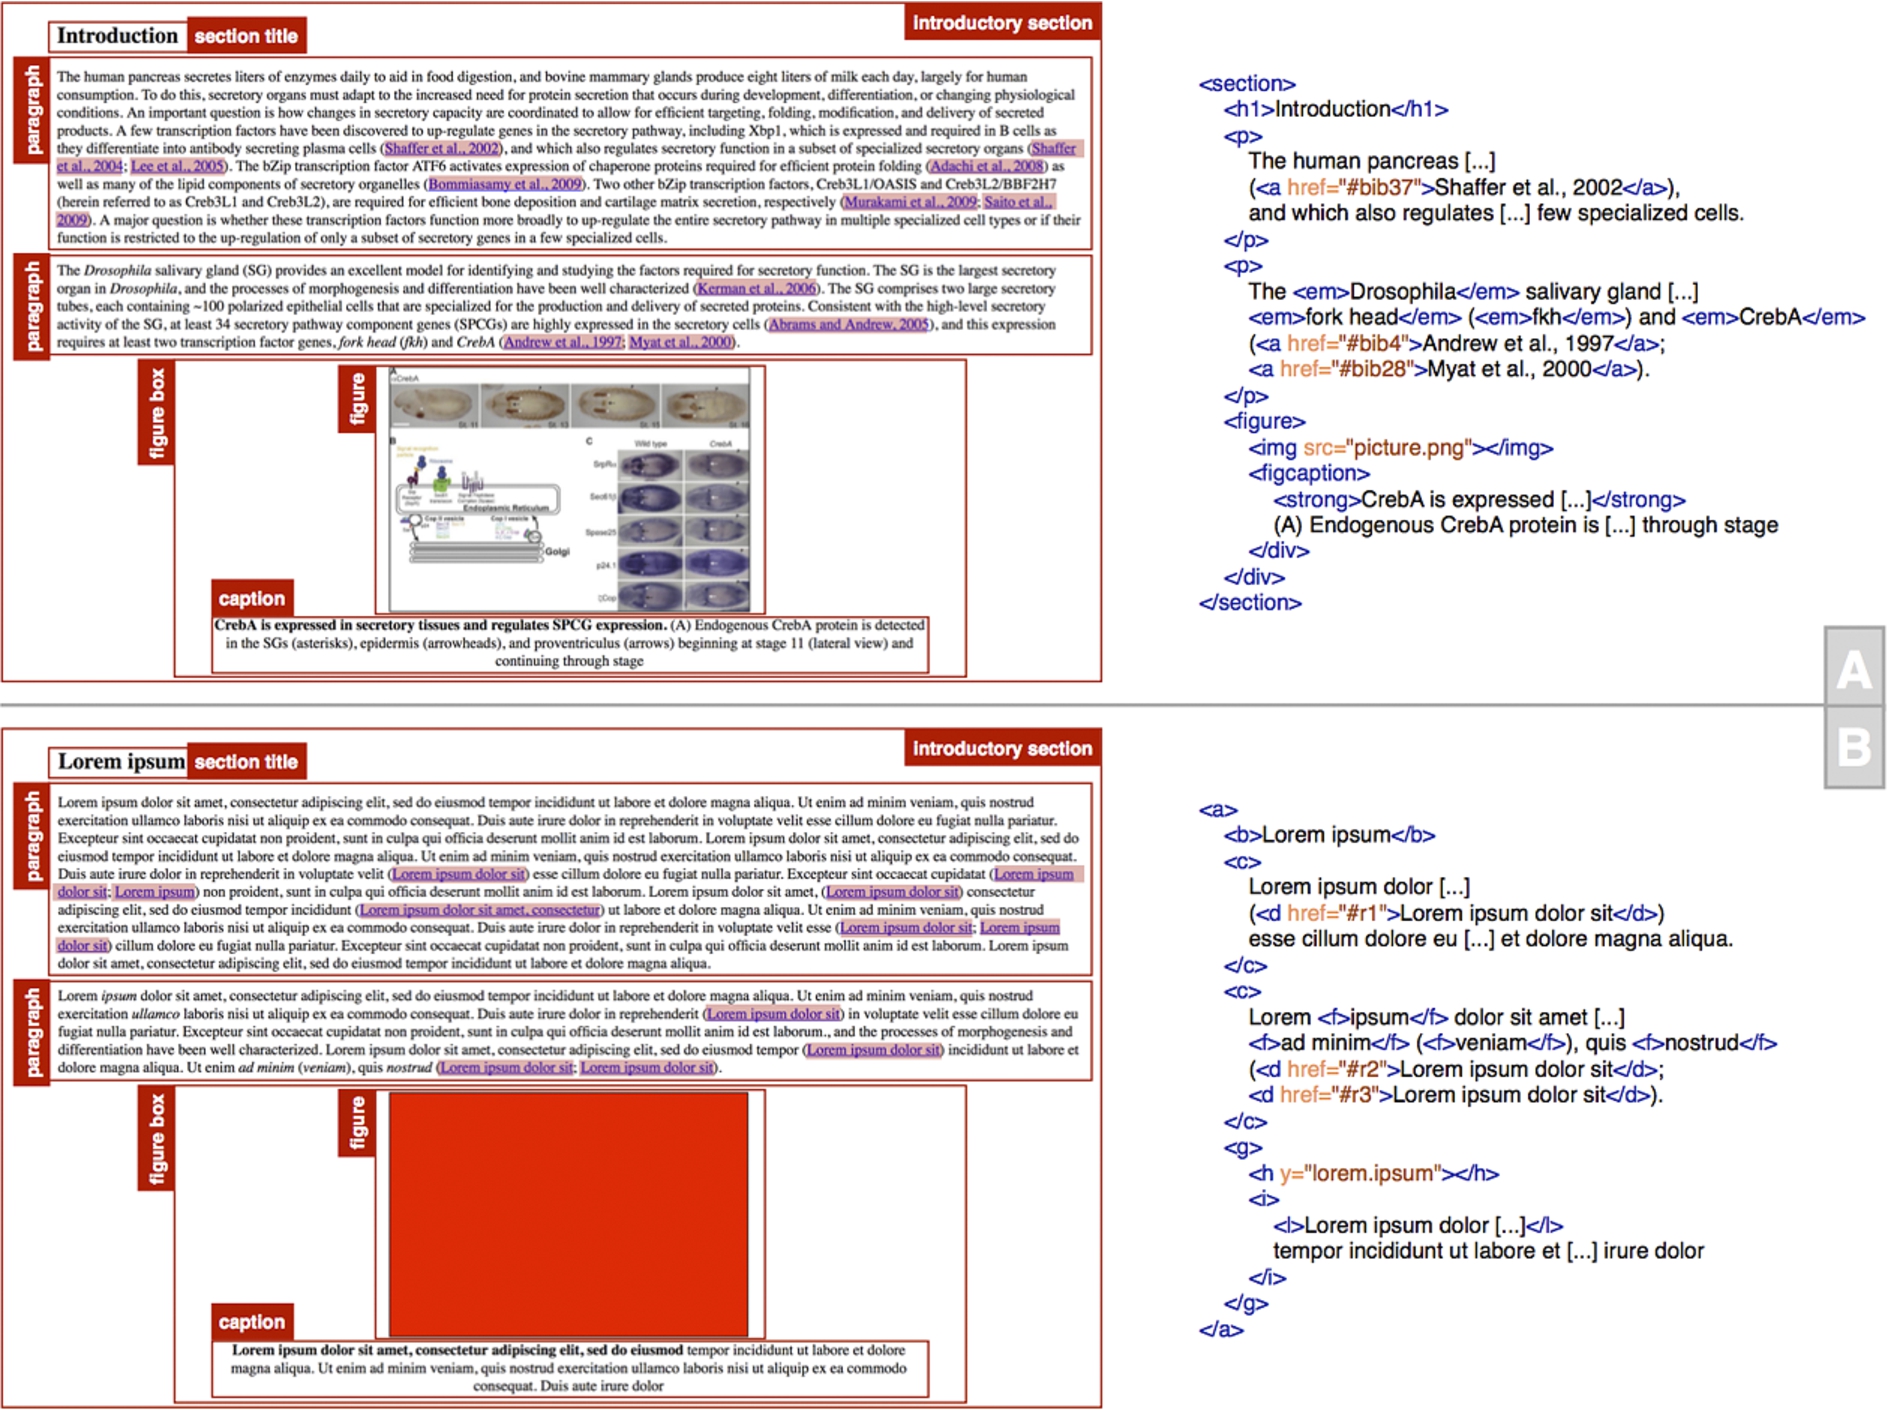 introductory section
Introduction section title
paragraph
The human pancreas secretes liters of enzymes daily to aid in food digestion, and bovine mammary glands produce eight liters of milk each day, largely for human
consumption. To do this, secretory organs must adapt to the increased need for protein secretion that occurs during development, differentiation, or changing physiological
conditions. An important question is how changes in secretory capacity are coordinated to allow for efficient targeting, folding, modification, and delivery of secreted
products. A few transcription factors have been discovered to up-regulate genes in the secretory pathway, including Xbp1, which is expressed and required in B cells as
they differentiate into antibody secreting plasma cells (Shaffer et al., 2002), and which also regulates secretory function in a subset of specialized secretory organs (Shaffer
et al., 2004; Lee et al., 2005). The bZip transcription factor ATF6 activates expression of chaperone proteins required for efficient protein folding (Adachi et al., 2008) as
well as many of the lipid components of secretory organelles (Bommiasamy et al., 2009). Two other bZip transcription factors, Creb3L1/OASIS and Creb3L2/BBF2H7
(herein referred to as Creb3L1 and Creb3L2), are required for efficient bone deposition and cartilage matrix secretion, respectively (Murakami et al., 2009; Saito et al.,
2009). A major question is whether these transcription factors function more broadly to up-regulate the entire secretory pathway in multiple specialized cell types or if their
function is restricted to the up-regulation of only a subset of secretory genes in a few specialized cells.
paragraph
The Drosophila salivary gland (SG) provides an excellent model for identifying and studying the factors required for secretory function. The SG is the largest secretory
organ in Drosophila, and the processes of morphogenesis and differentiation have been well characterized (Kerman et al., 2006). The SG comprises two large secretory
tubes, each containing ~100 polarized epithelial cells that are specialized for the production and delivery of secreted proteins. Consistent with the high-level secretory
activity of the SG, at least 34 secretory pathway component genes (SPCGs) are highly expressed in the secretory cells (Abrams and Andrew, 2005), and this expression
requires at least two transcription factor genes, fork head (fkh) and CrebA (Andrew et al., 1997; Myat et al., 2000).
figure box
figure
A
αCrebA
St. 11 St. 13 St. 15 St. 16
B
Endoplasmic Reticulum
Cop II vesicle Cop I vesicle
Golgi
C
Wild type CrebA
SrpRα
Sec61β
Spase25
p24.1
ζCop
caption
CrebA is expressed in secretory tissues and regulates SPCG expression. (A) Endogenous CrebA protein is detected
in the SGs (asterisks), epidermis (arrowheads), and proventriculus (arrows) beginning at stage 11 (lateral view) and
continuing through stage
<section>
<h1>Introduction</h1>
<p>
The human pancreas [...]
(<a href="#bib37">Shaffer et al., 2002</a>),
and which also regulates [...] few specialized cells.
</p>
<p>
The <em>Drosophila</em> salivary gland [...]
<em>fork head</em> (<em>fkh</em>) and <em>CrebA</em>
(<a href="#bib4">Andrew et al., 1997</a>;
<a href="#bib28">Myat et al., 2000</a>).
</p>
<figure>
<img src="picture.png"></img>
<figcaption>
<strong>CrebA is expressed [...]</strong>
(A) Endogenous CrebA protein is [...] through stage
</div>
</div>
</section>
A
B
introductory section
Lorem ipsum section title
paragraph
Lorem ipsum dolor sit amet, consectetur adipiscing elit, sed do eiusmod tempor incididunt ut labore et dolore magna aliqua. Ut enim ad minim veniam, quis nostrud
exercitation ullamco laboris nisi ut aliquip ex ea commodo consequat. Duis aute irure dolor in reprehenderit in voluptate velit esse cillum dolore eu fugiat nulla pariatur.
Excepteur sint occaecat cupidatat non proident, sunt in culpa qui officia deserunt mollit anim id est laborum. Lorem ipsum dolor sit amet, consectetur adipiscing elit, sed do
eiusmod tempor incididunt ut labore et dolore magna aliqua. Ut enim ad minim veniam, quis nostrud exercitation ullamco laboris nisi ut aliquip ex ea commodo consequat.
Duis aute irure dolor in reprehenderit in voluptate velit (Lorem ipsum dolor sit) esse cillum dolore eu fugiat nulla pariatur. Excepteur sint occaecat cupidatat (Lorem ipsum
dolor sit; Lorem ipsum) non proident, sunt in culpa qui officia deserunt mollit anim id est laborum. Lorem ipsum dolor sit amet, (Lorem ipsum dolor sit) consectetur
adipiscing elit, sed do eiusmod tempor incididunt (Lorem ipsum dolor sit amet, consectetur) ut labore et dolore magna aliqua. Ut enim ad minim veniam, quis nostrud
exercitation ullamco laboris nisi ut aliquip ex ea commodo consequat. Duis aute irure dolor in reprehenderit in voluptate velit esse (Lorem ipsum dolor sit; Lorem ipsum
dolor sit) cillum dolore eu fugiat nulla pariatur. Excepteur sint occaecat cupidatat non proident, sunt in culpa qui officia deserunt mollit anim id est laborum. Lorem ipsum
dolor sit amet, consectetur adipiscing elit, sed do eiusmod tempor incididunt ut labore et dolore magna aliqua.
paragraph
Lorem ipsum dolor sit amet, consectetur adipiscing elit, sed do eiusmod tempor incididunt ut labore et dolore magna aliqua. Ut enim ad minim veniam, quis nostrud
exercitation ullamco laboris nisi ut aliquip ex ea commodo consequat. Duis aute irure dolor in reprehenderit (Lorem ipsum dolor sit) in voluptate velit esse cillum dolore eu
fugiat nulla pariatur. Excepteur sint occaecat cupidatat non proident, sunt in culpa qui officia deserunt mollit anim id est laborum., and the processes of morphogenesis and
differentiation have been well characterized. Lorem ipsum dolor sit amet, consectetur adipiscing elit, sed do eiusmod tempor (Lorem ipsum dolor sit) incididunt ut labore et
dolore magna aliqua. Ut enim ad minim (veniam), quis nostrud (Lorem ipsum dolor sit; Lorem ipsum dolor sit).
figure box
figure
caption
Lorem ipsum dolor sit amet, consectetur adipiscing elit, sed do eiusmod tempor incididunt ut labore et dolore
magna aliqua. Ut enim ad minim veniam, quis nostrud exercitation ullamco laboris nisi ut aliquip ex ea commodo
consequat. Duis aute irure dolor
<a>
<b>Lorem ipsum</b>
<c>
Lorem ipsum dolor [...]
(<d href="#r1">Lorem ipsum dolor sit</d>)
esse cillum dolore eu [...] et dolore magna aliqua.
</c>
<c>
Lorem <f>ipsum</f> dolor sit amet [...]
<f>ad minim</f> (<f>veniam</f>), quis <f>nostrud</f>
(<d href="#r2">Lorem ipsum dolor sit</d>;
<d href="#r3">Lorem ipsum dolor sit</d>).
</c>
<g>
<h y="lorem.ipsum"></h>
<i>
<l>Lorem ipsum dolor [...]</l>
tempor incididunt ut labore et [...] irure dolor
</i>
</g>
</a>